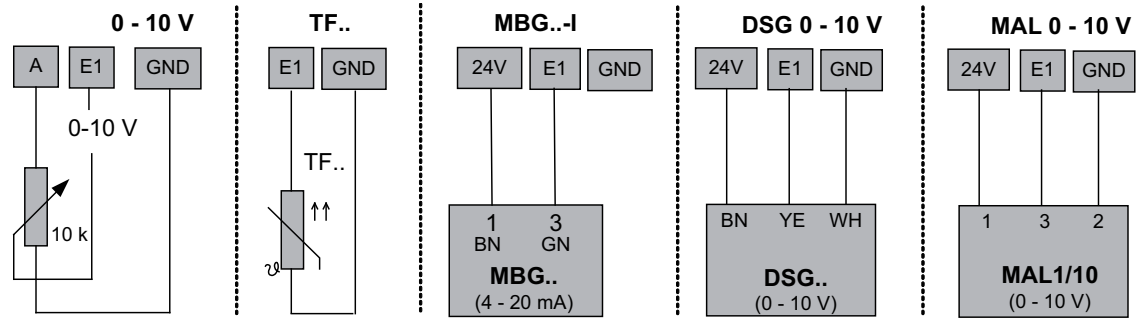 0 - 10 V
A E1 GND
0-10 V
10 k
TF..
E1 GND
TF..
↑↑
ϑ
MBG..-I
24V E1 GND
1 3
BN GN
MBG..
(4 - 20 mA)
DSG 0 - 10 V
24V E1 GND
BN YE WH
DSG..
(0 - 10 V)
MAL 0 - 10 V
24V E1 GND
1 3 2
MAL1/10
(0 - 10 V)